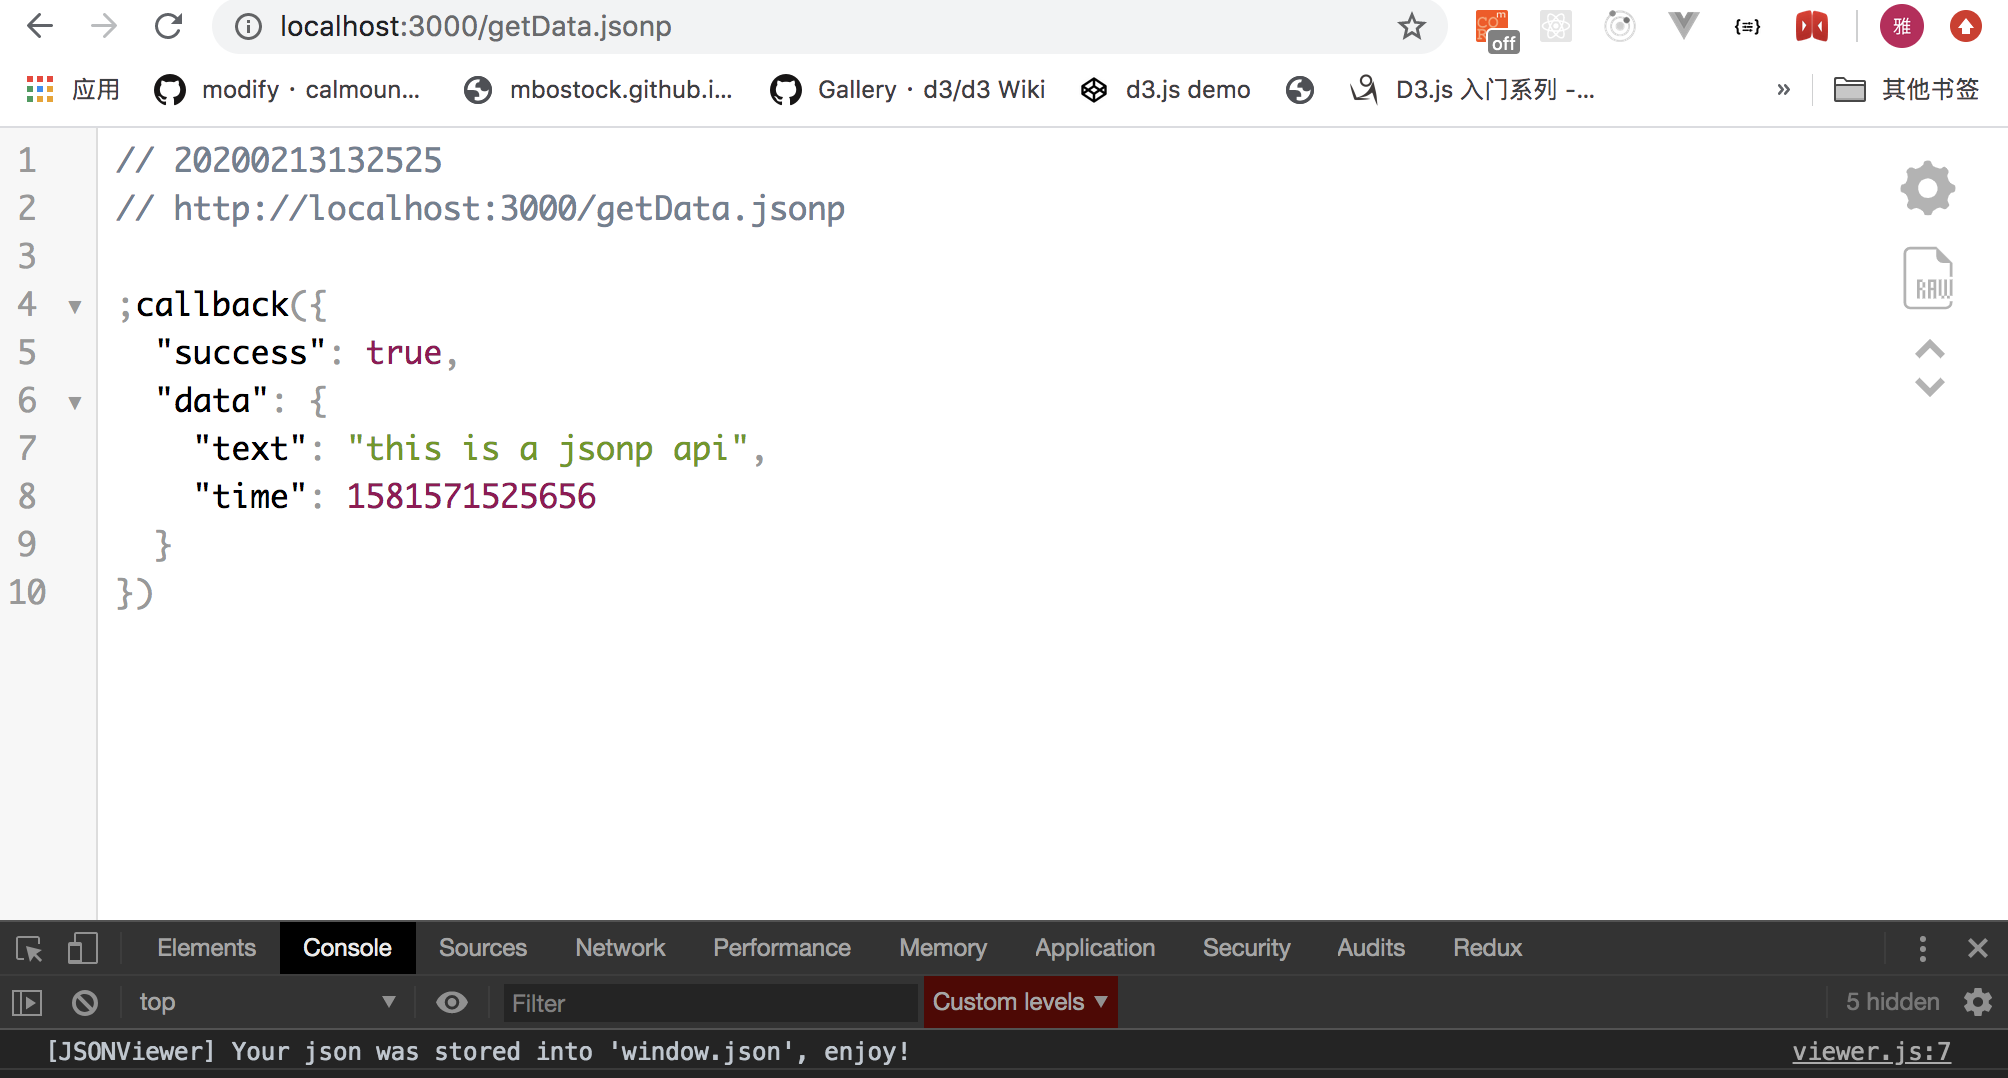 localhost:3000/getData.jsonp
off
雅
应用
modify · calmoun...
mbostock.github.i...
Gallery · d3/d3 Wiki
d3.js demo
D3.js 入门系列 -...
»
其他书签
1 // 20200213132525
2 // http://localhost:3000/getData.jsonp
3
4 ;callback({
5 "success": true,
6 "data": {
7 "text": "this is a jsonp api",
8 "time": 1581571525656
9 }
10 })
RAW
Elements Console Sources Network Performance Memory Application Security Audits Redux
top Filter Custom levels 5 hidden
[JSONViewer] Your json was stored into 'window.json', enjoy! viewer.js:7